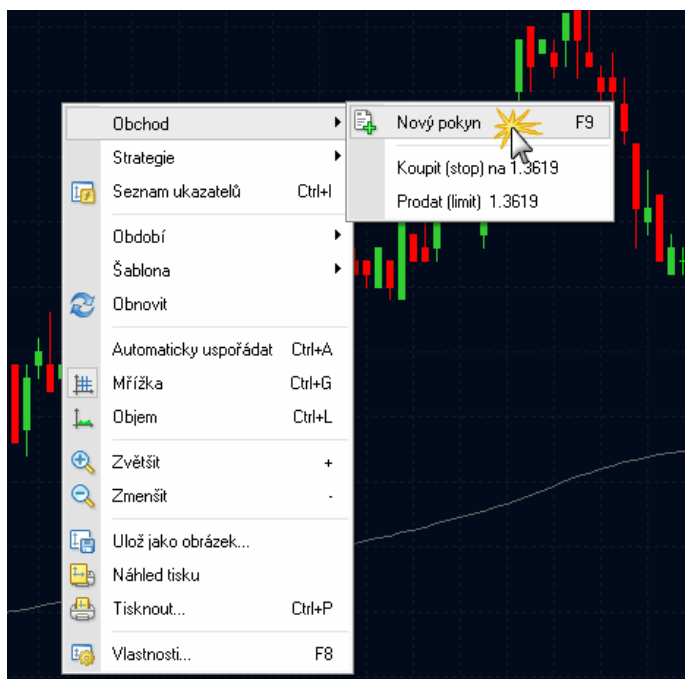 Obchod
Nový pokyn F9
Strategie
Koupit (stop) na 1.3619
Seznam ukazatelů Ctrl+I
Prodat (limit) 1.3619
Období
Šablona
Obnovit
Automaticky uspořádat Ctrl+A
Mřížka Ctrl+G
Objem Ctrl+L
Zvětšit +
Zmenšit -
Ulož jako obrázek...
Náhled tisku
Tisknout... Ctrl+P
Vlastnosti... F8